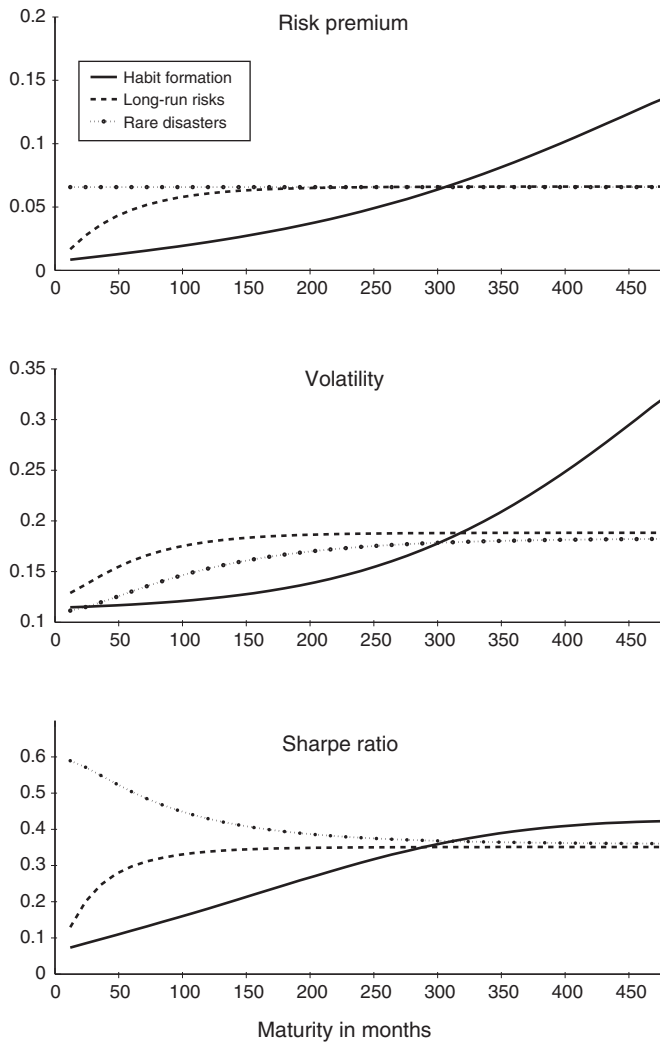 Risk premium
0.2
0.15
0.1
0.05
0
Habit formation
Long-run risks
Rare disasters
0 50 100 150 200 250 300 350 400 450
Volatility
0.35
0.3
0.25
0.2
0.15
0.1
0 50 100 150 200 250 300 350 400 450
Sharpe ratio
0.6
0.5
0.4
0.3
0.2
0.1
0
0 50 100 150 200 250 300 350 400 450
Maturity in months